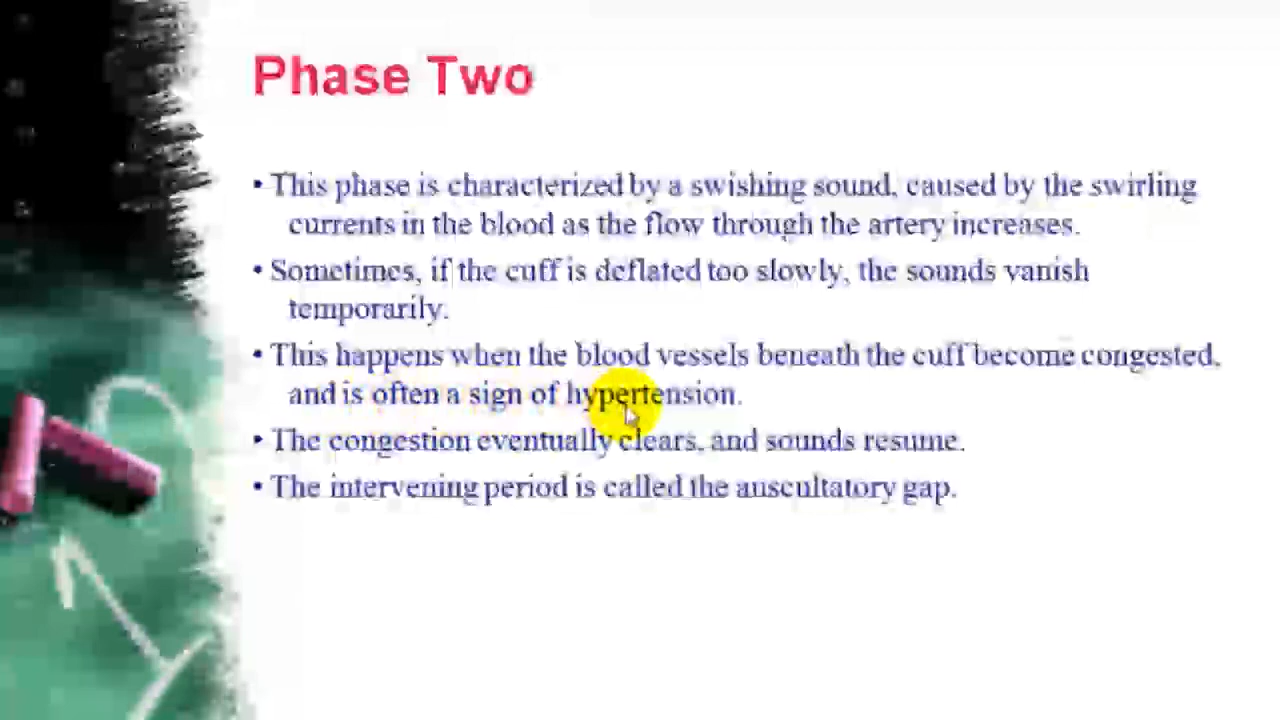 Phase Two
• This phase is characterized by a swishing sound, caused by the swirling
currents in the blood as the flow through the artery increases.
• Sometimes, if the cuff is deflated too slowly, the sounds vanish
temporarily.
• This happens when the blood vessels beneath the cuff become congested,
and is often a sign of hypertension.
• The congestion eventually clears, and sounds resume.
• The intervening period is called the auscultatory gap.